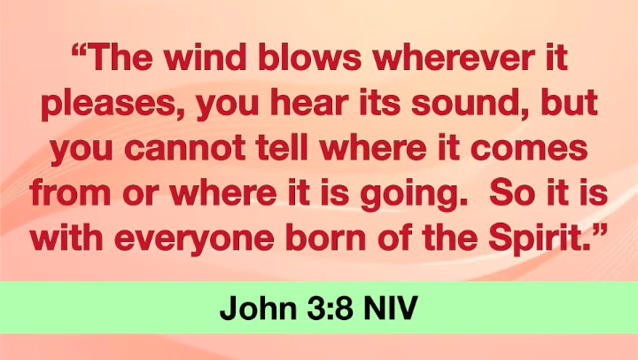 “The wind blows wherever it
pleases, you hear its sound, but
you cannot tell where it comes
from or where it is going.  So it is
with everyone born of the Spirit.”
John 3:8 NIV